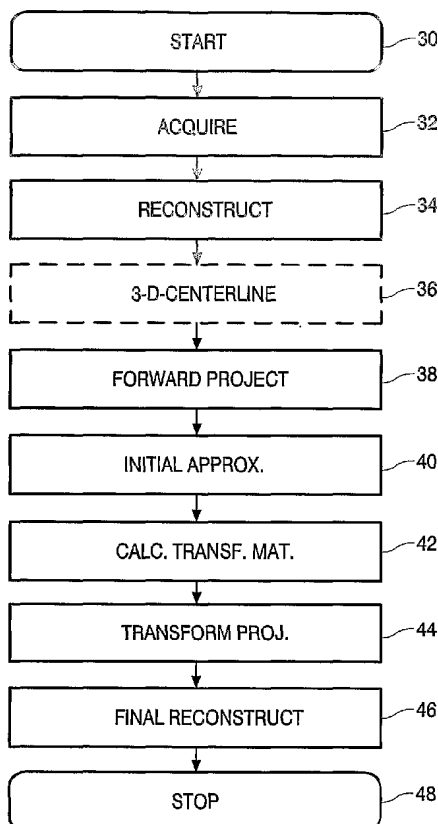 START 30
ACQUIRE 32
RECONSTRUCT 34
3-D-CENTERLINE 36
FORWARD PROJECT 38
INITIAL APPROX. 40
CALC. TRANSF. MAT. 42
TRANSFORM PROJ. 44
FINAL RECONSTRUCT 46
STOP 48